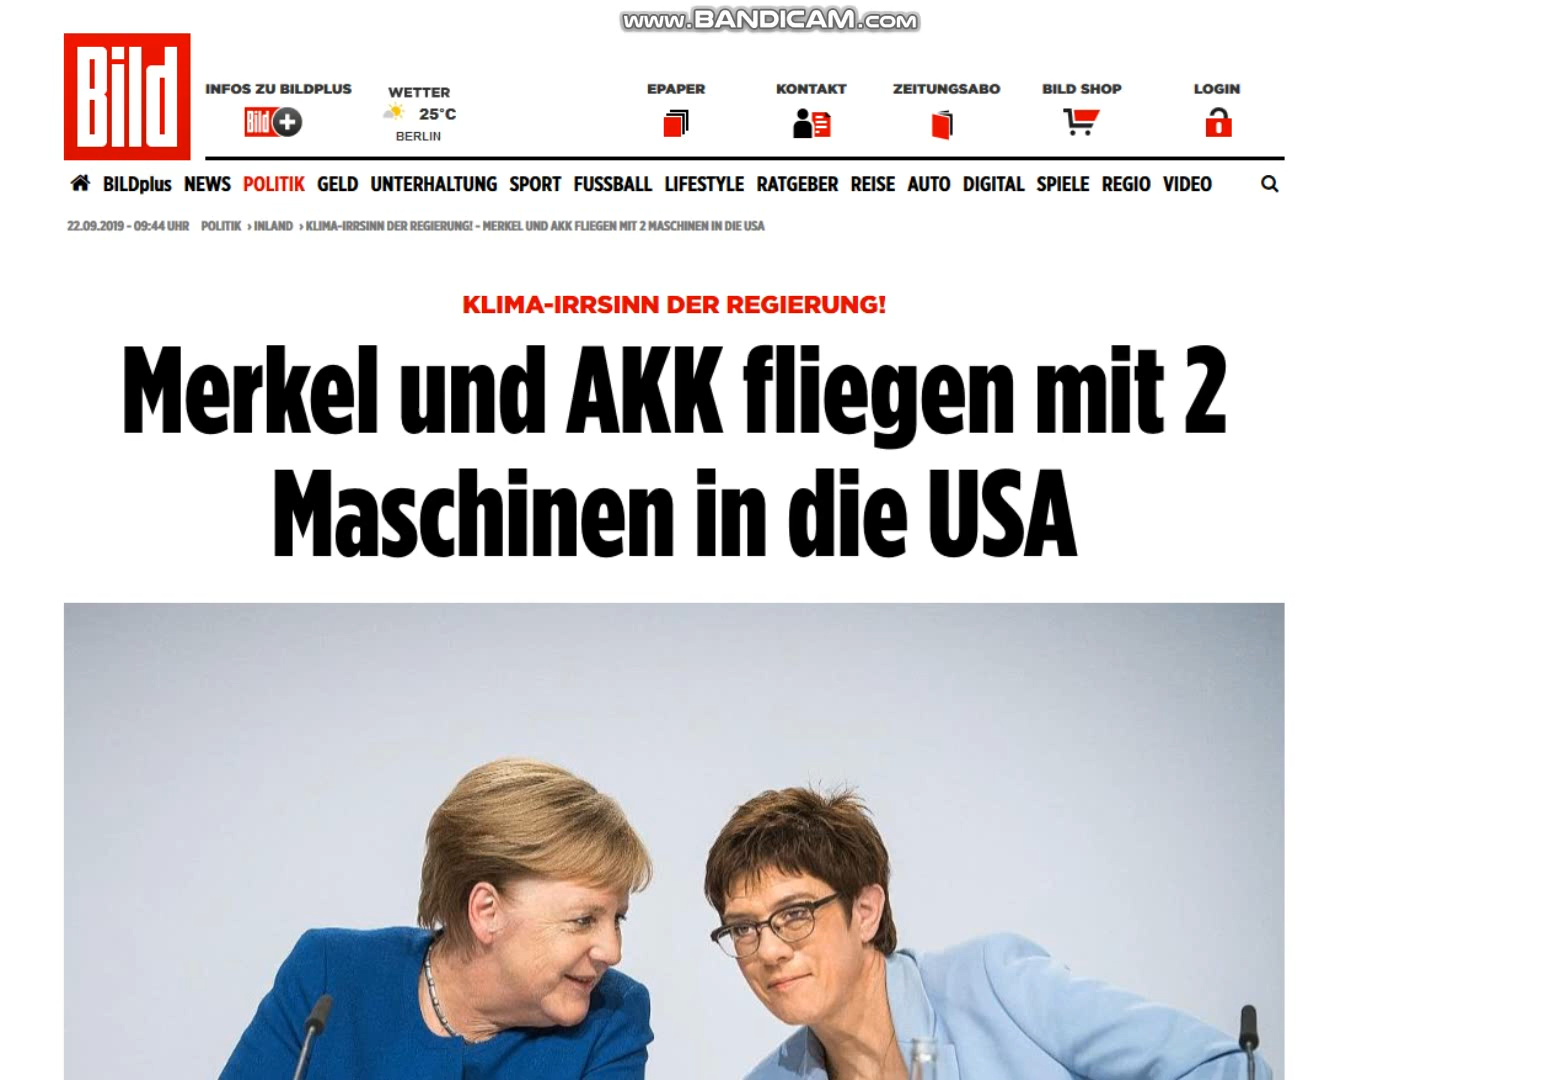 www.BANDICAM.com
Bild
INFOS ZU BILDPLUS
Bild+
WETTER
25°C
BERLIN
EPAPER
KONTAKT
ZEITUNGSABO
BILD SHOP
LOGIN
BILDplus NEWS POLITIK GELD UNTERHALTUNG SPORT FUSSBALL LIFESTYLE RATGEBER REISE AUTO DIGITAL SPIELE REGIO VIDEO
22.09.2019 - 09:44 UHR POLITIK › INLAND › KLIMA-IRRSINN DER REGIERUNG! - MERKEL UND AKK FLIEGEN MIT 2 MASCHINEN IN DIE USA
KLIMA-IRRSINN DER REGIERUNG!
Merkel und AKK fliegen mit 2
Maschinen in die USA